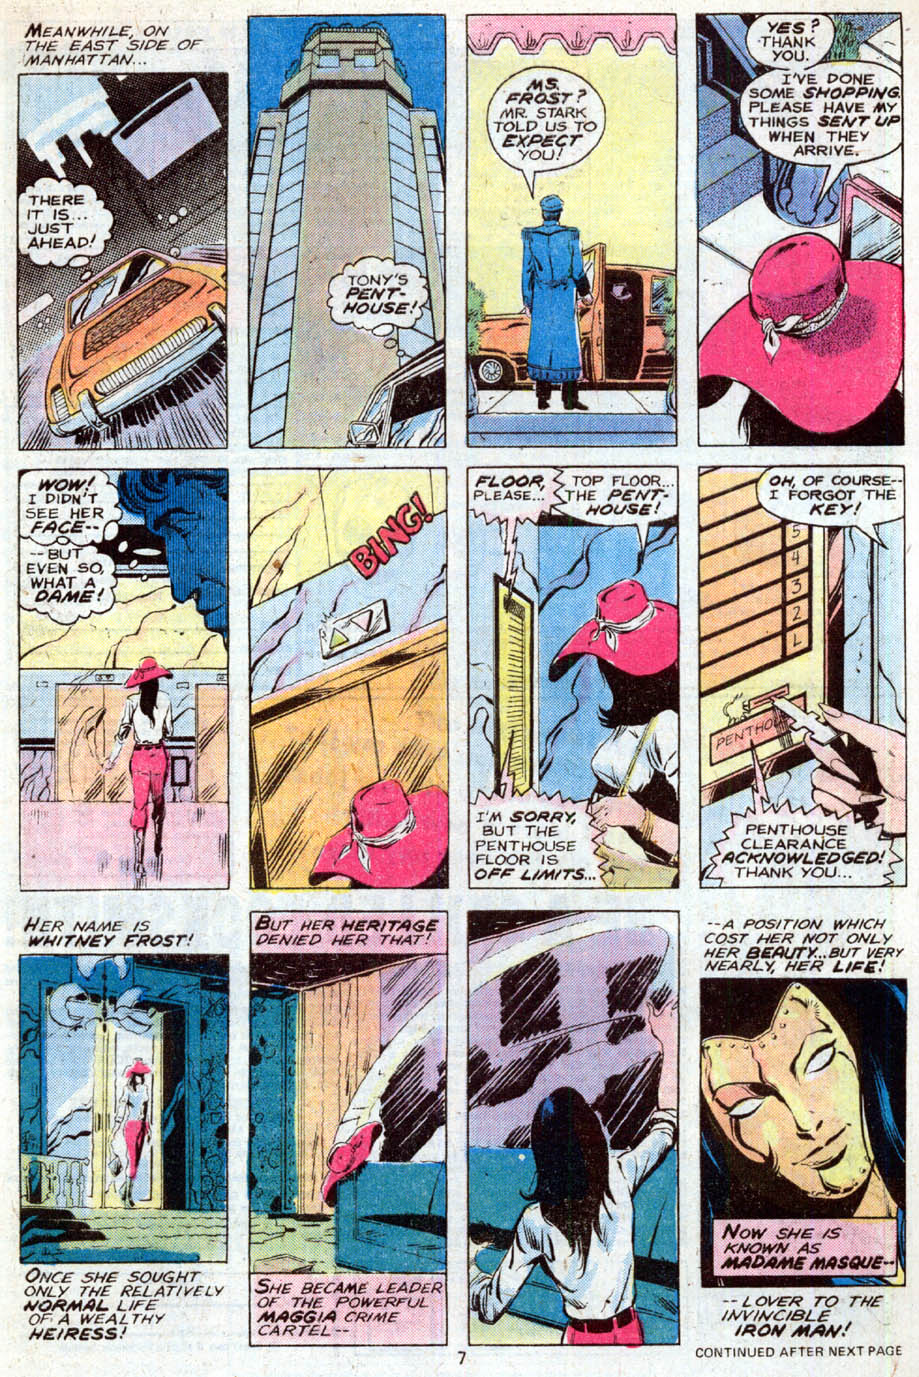 MEANWHILE, ON
THE EAST SIDE OF
MANHATTAN...
THERE
IT IS...
JUST
AHEAD!
TONY'S
PENT-
HOUSE!
MS.
FROST?
MR. STARK
TOLD US TO
EXPECT
YOU!
YES?
THANK
YOU.
I'VE DONE
SOME SHOPPING.
PLEASE HAVE MY
THINGS SENT UP
WHEN THEY
ARRIVE.
WOW!
I DIDN'T
SEE HER
FACE--
--BUT
EVEN SO,
WHAT A
DAME!
BING!
FLOOR,
PLEASE...
TOP FLOOR...
THE PENT-
HOUSE!
I'M SORRY,
BUT THE
PENTHOUSE
FLOOR IS
OFF LIMITS...
OH, OF COURSE--
I FORGOT THE
KEY!
5
4
3
2
L
PENTHOU
PENTHOUSE
CLEARANCE
ACKNOWLEDGED!
THANK YOU...
HER NAME IS
WHITNEY FROST!
ONCE SHE SOUGHT
ONLY THE RELATIVELY
NORMAL LIFE
OF A WEALTHY
HEIRESS!
BUT HER HERITAGE
DENIED HER THAT!
SHE BECAME LEADER
OF THE POWERFUL
MAGGIA CRIME
CARTEL--
--A POSITION WHICH
COST HER NOT ONLY
HER BEAUTY...BUT VERY
NEARLY, HER LIFE!
NOW SHE IS
KNOWN AS
MADAME MASQUE--
--LOVER TO THE
INVINCIBLE
IRON MAN!
7
CONTINUED AFTER NEXT PAGE